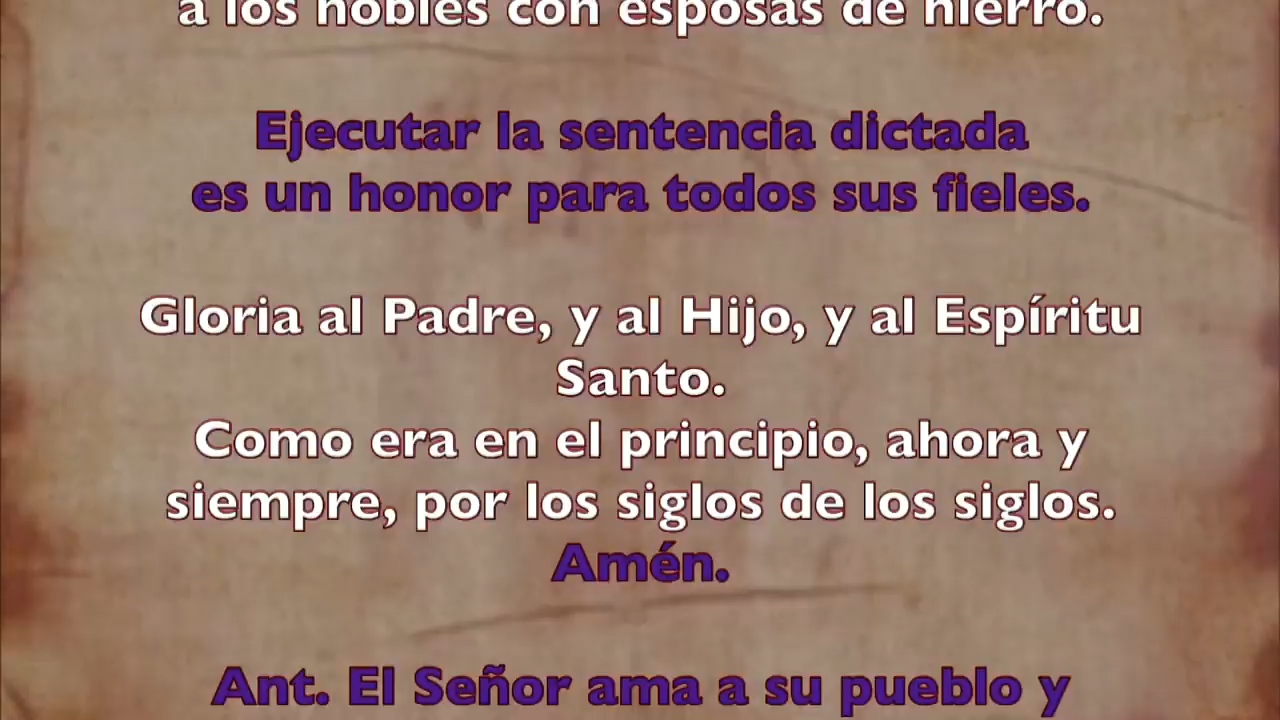 a los nobles con esposas de hierro.
Ejecutar la sentencia dictada
es un honor para todos sus fieles.
Gloria al Padre, y al Hijo, y al Espíritu
Santo.
Como era en el principio, ahora y
siempre, por los siglos de los siglos.
Amén.
Ant. El Señor ama a su pueblo y